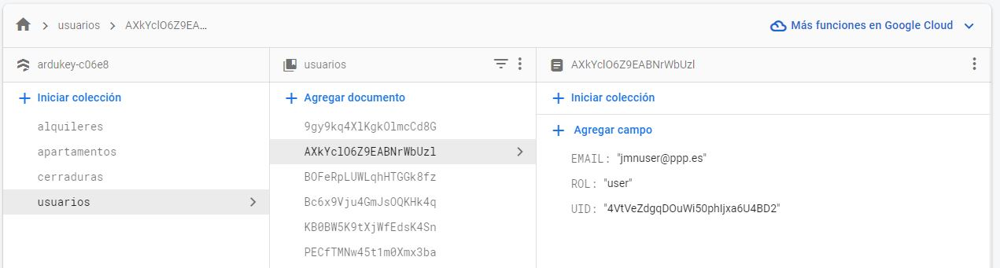 usuarios > AXkYclO6Z9EA...
Más funciones en Google Cloud
ardukey-c06e8
usuarios
AXkYclO6Z9EABNrWbUzl
Iniciar colección
Agregar documento
Iniciar colección
alquileres
apartamentos
cerraduras
usuarios
9gy9kq4XlKgkOlmcCd8G
AXkYclO6Z9EABNrWbUzl
BOFeRpLUWLqhHTGGk8fz
Bc6x9Vju4GmJsOQKHk4q
KB0BW5K9tXjWfEdsK4Sn
PECfTMNw45t1m0Xmx3ba
Agregar campo
EMAIL: "jmnuser@ppp.es"
ROL: "user"
UID: "4VtVeZdgqDOuWi50phIjxa6U4BD2"